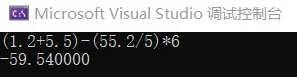 Microsoft Visual Studio 调试控制台
(1.2+5.5)-(55.2/5)*6
-59.540000